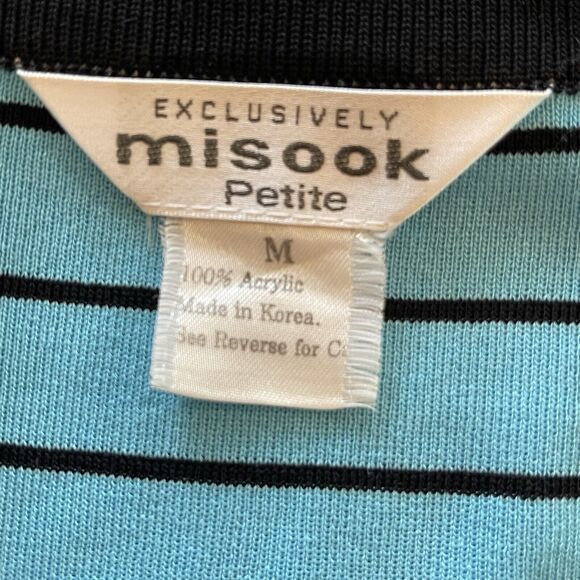 EXCLUSIVELY
misook
Petite
M
100% Acrylic
Made in Korea.
See Reverse for